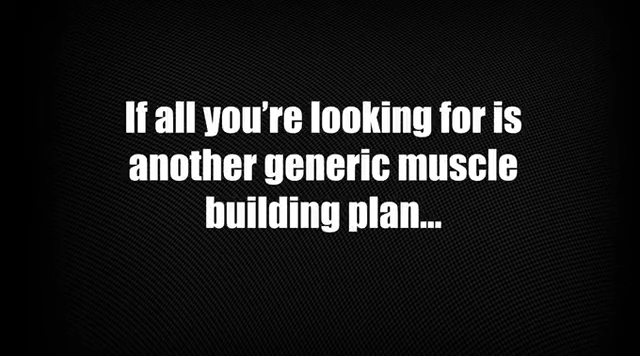 If all you’re looking for is
another generic muscle
building plan...